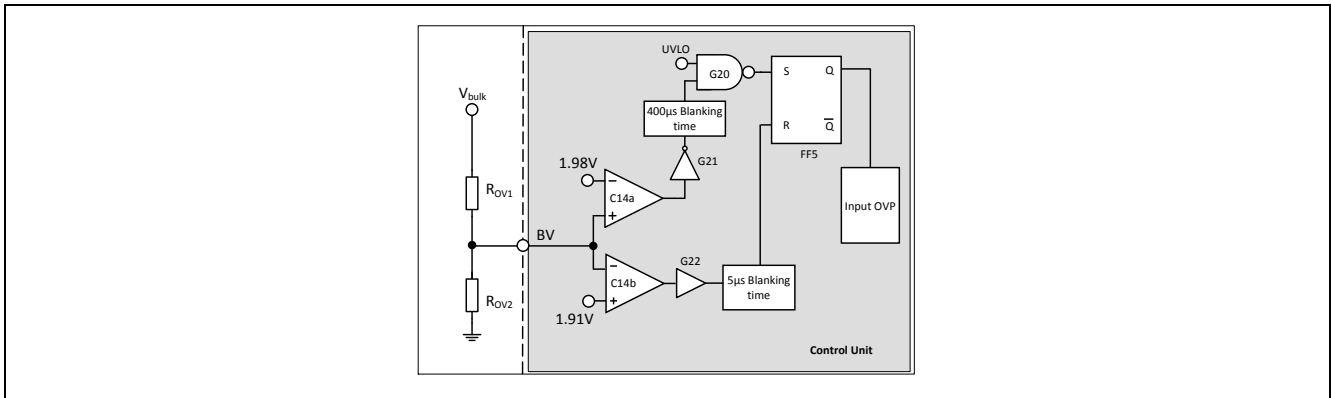 UVLO
G20
S
Q
V_bulk
400µs Blanking
time
R
Q̅
FF5
1.98V
G21
R_OV1
C14a
Input OVP
BV
G22
C14b
5µs Blanking
time
R_OV2
1.91V
Control Unit